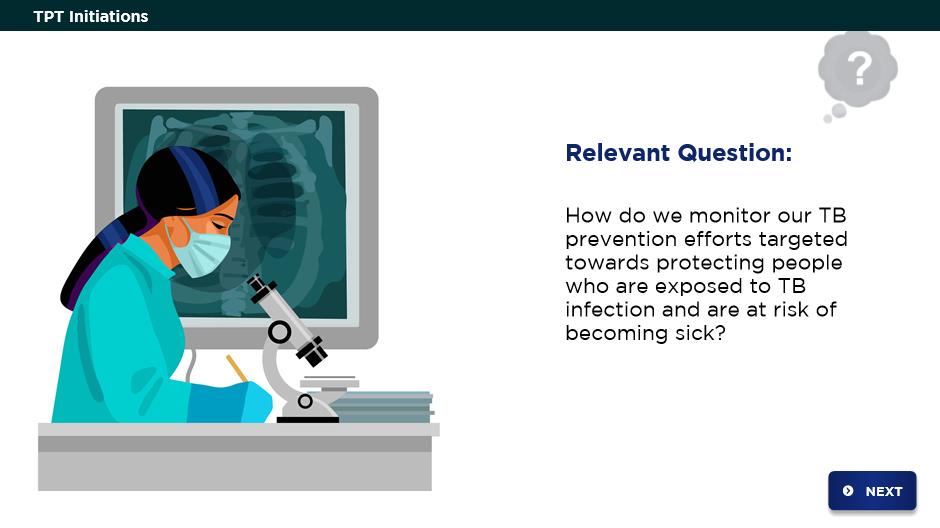 TPT Initiations
?
Relevant Question:
How do we monitor our TB
prevention efforts targeted
towards protecting people
who are exposed to TB
infection and are at risk of
becoming sick?
NEXT